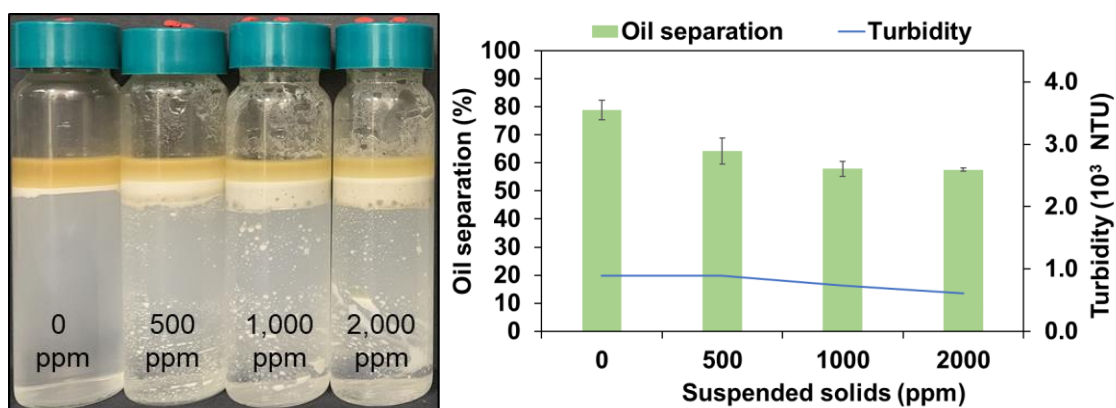 0
ppm
500
ppm
1,000
ppm
2,000
ppm
Oil separation
Turbidity
Oil separation (%)
100
90
80
70
60
50
40
30
20
10
0
Turbidity (10³ NTU)
4.0
3.0
2.0
1.0
0.0
0
500
1000
2000
Suspended solids (ppm)